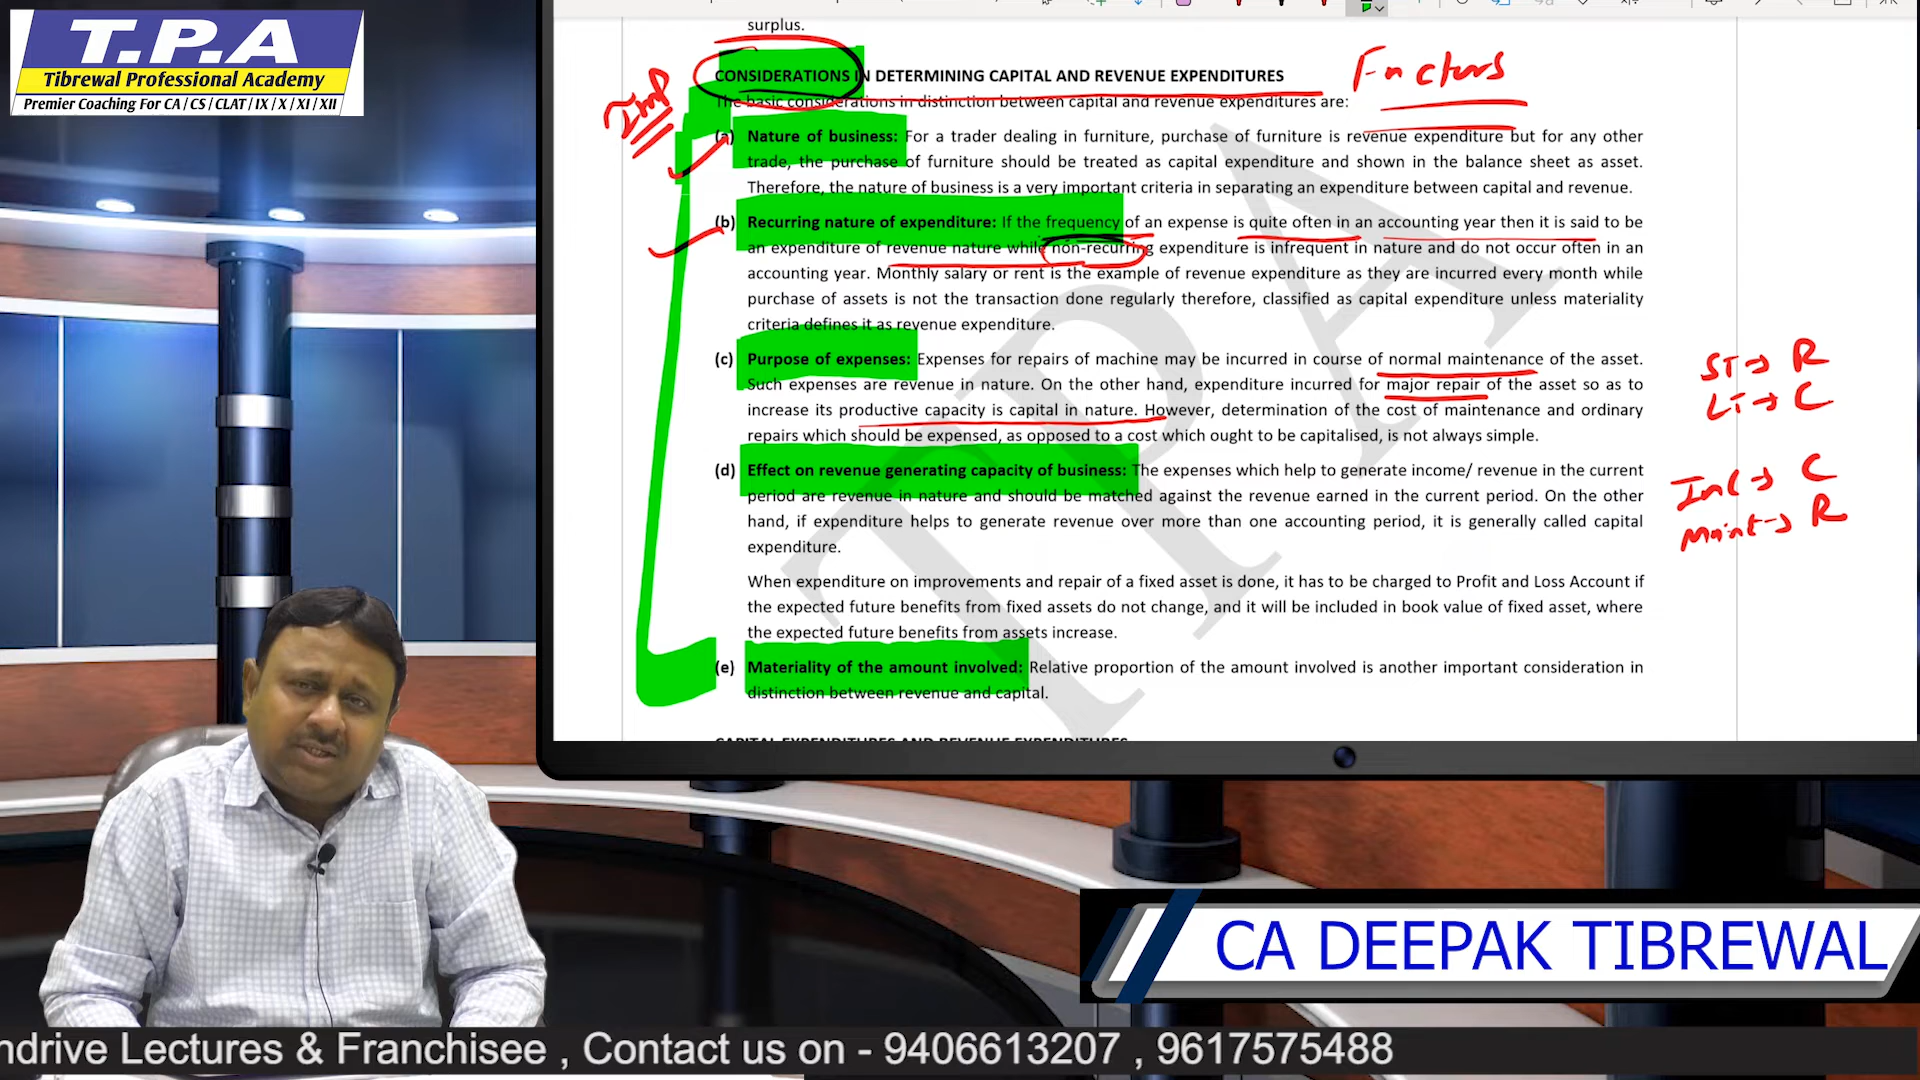 T.P.A
Tibrewal Professional Academy
Premier Coaching For CA / CS / CLAT / IX / X / XI / XII
surplus.
CONSIDERATIONS IN DETERMINING CAPITAL AND REVENUE EXPENDITURES
Factors
Imp
The basic considerations in distinction between capital and revenue expenditures are:
(a) Nature of business: For a trader dealing in furniture, purchase of furniture is revenue expenditure but for any other
trade, the purchase of furniture should be treated as capital expenditure and shown in the balance sheet as asset.
Therefore, the nature of business is a very important criteria in separating an expenditure between capital and revenue.
(b) Recurring nature of expenditure: If the frequency of an expense is quite often in an accounting year then it is said to be
an expenditure of revenue nature while non-recurring expenditure is infrequent in nature and do not occur often in an
accounting year. Monthly salary or rent is the example of revenue expenditure as they are incurred every month while
purchase of assets is not the transaction done regularly therefore, classified as capital expenditure unless materiality
criteria defines it as revenue expenditure.
(c) Purpose of expenses: Expenses for repairs of machine may be incurred in course of normal maintenance of the asset.
Such expenses are revenue in nature. On the other hand, expenditure incurred for major repair of the asset so as to
increase its productive capacity is capital in nature. However, determination of the cost of maintenance and ordinary
repairs which should be expensed, as opposed to a cost which ought to be capitalised, is not always simple.
ST → R
LT → C
(d) Effect on revenue generating capacity of business: The expenses which help to generate income/ revenue in the current
period are revenue in nature and should be matched against the revenue earned in the current period. On the other
hand, if expenditure helps to generate revenue over more than one accounting period, it is generally called capital
expenditure.
Inc → C
Maint → R
When expenditure on improvements and repair of a fixed asset is done, it has to be charged to Profit and Loss Account if
the expected future benefits from fixed assets do not change, and it will be included in book value of fixed asset, where
the expected future benefits from assets increase.
(e) Materiality of the amount involved: Relative proportion of the amount involved is another important consideration in
distinction between revenue and capital.
CAPITAL EXPENDITURES AND REVENUE EXPENDITURES
TPA
CA DEEPAK TIBREWAL
ndrive Lectures & Franchisee , Contact us on - 9406613207 , 9617575488